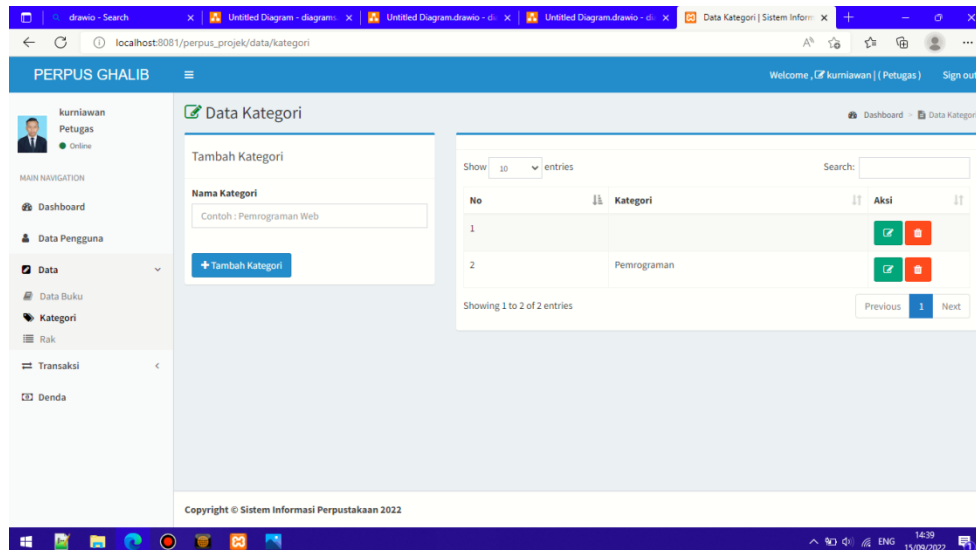 drawio - Search
Untitled Diagram - diagrams.
Untitled Diagram.drawio - di
Untitled Diagram.drawio - di
Data Kategori | Sistem Inform
localhost:8081/perpus_projek/data/kategori
PERPUS GHALIB
Welcome , kurniawan | ( Petugas )
Sign out
kurniawan
Petugas
Online
MAIN NAVIGATION
Dashboard
Data Pengguna
Data
Data Buku
Kategori
Rak
Transaksi
Denda
Data Kategori
Dashboard > Data Kategori
Tambah Kategori
Nama Kategori
Contoh : Pemrograman Web
+ Tambah Kategori
Show 10 entries
Search:
No Kategori Aksi
1
2 Pemrograman
Showing 1 to 2 of 2 entries
Previous 1 Next
Copyright © Sistem Informasi Perpustakaan 2022
ENG
14:39
15/09/2022